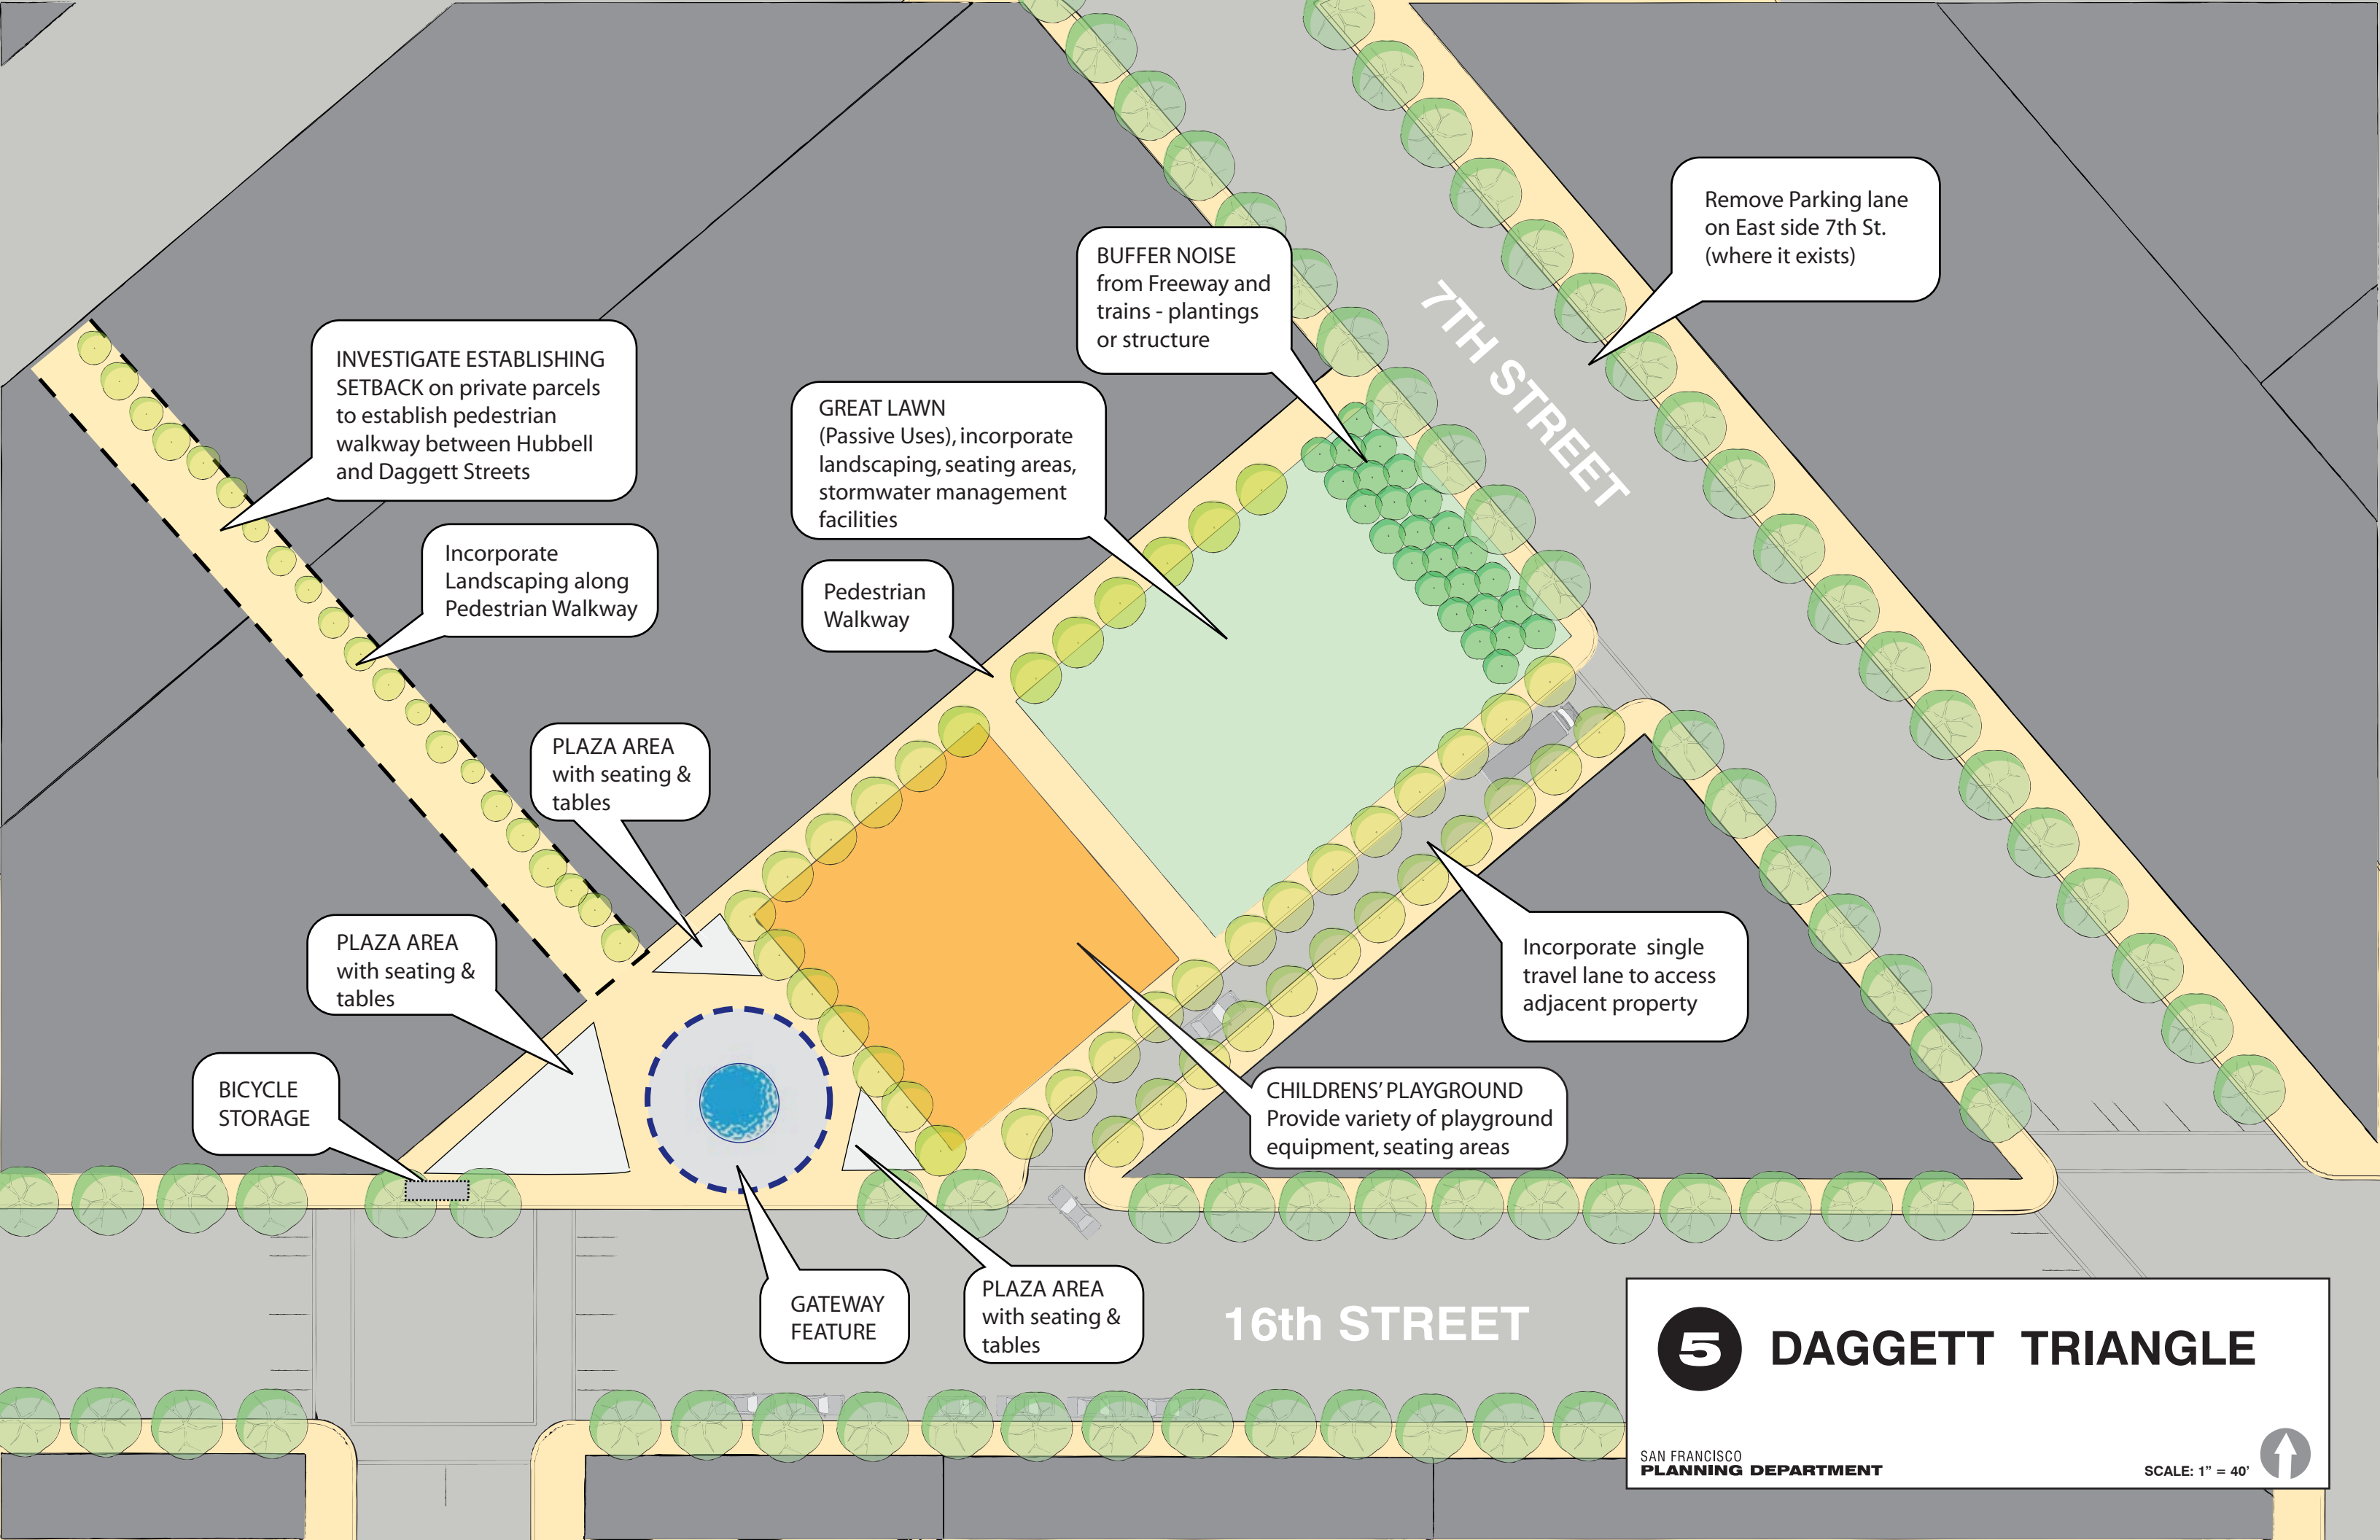 Remove Parking lane
on East side 7th St.
(where it exists)
BUFFER NOISE
from Freeway and
trains - plantings
or structure
7TH STREET
INVESTIGATE ESTABLISHING
SETBACK on private parcels
to establish pedestrian
walkway between Hubbell
and Daggett Streets
GREAT LAWN
(Passive Uses), incorporate
landscaping, seating areas,
stormwater management
facilities
Incorporate
Landscaping along
Pedestrian Walkway
Pedestrian
Walkway
PLAZA AREA
with seating &
tables
PLAZA AREA
with seating &
tables
Incorporate single
travel lane to access
adjacent property
BICYCLE
STORAGE
CHILDRENS' PLAYGROUND
Provide variety of playground
equipment, seating areas
GATEWAY
FEATURE
PLAZA AREA
with seating &
tables
16th STREET
5 DAGGETT TRIANGLE
SAN FRANCISCO
PLANNING DEPARTMENT
SCALE: 1" = 40'